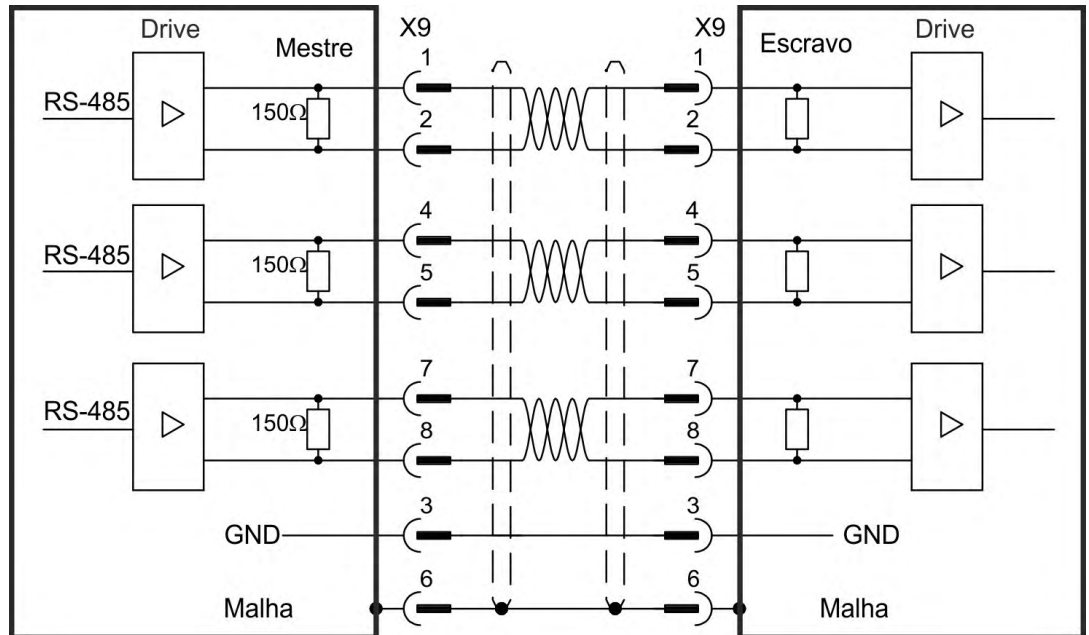 Drive
Mestre
X9
X9
Escravo
Drive
1
1
RS-485
150Ω
2
2
4
4
RS-485
150Ω
5
5
7
7
RS-485
150Ω
8
8
3
3
GND
GND
6
6
Malha
Malha